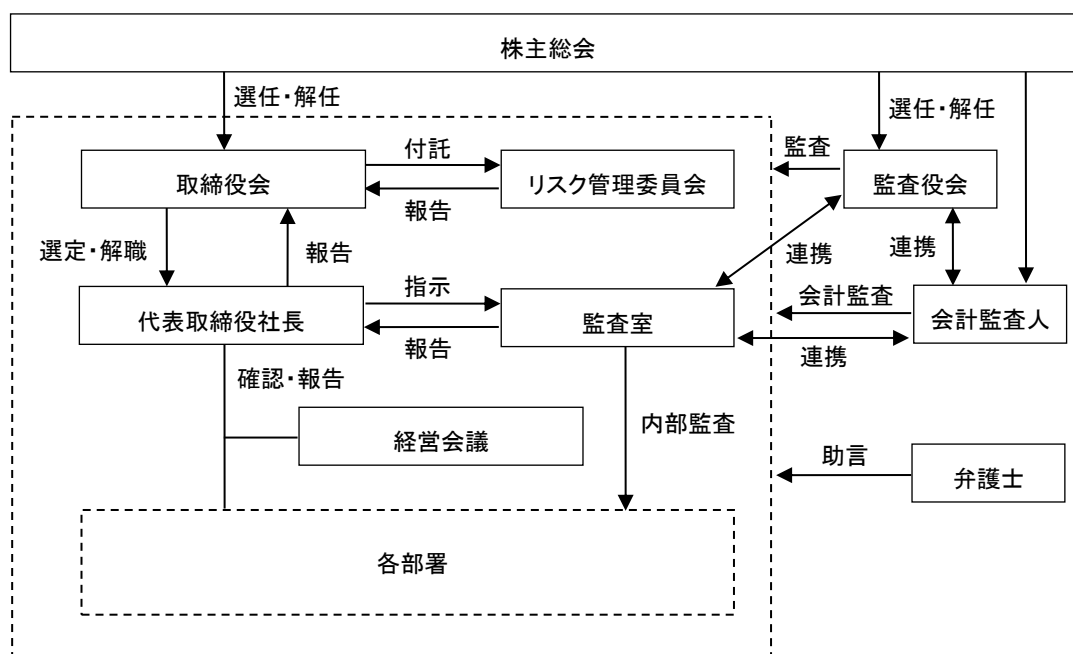 株主総会
選任・解任
選任・解任
付託
監査
取締役会
リスク管理委員会
監査役会
報告
選定・解職
報告
連携
連携
指示
会計監査
代表取締役社長
監査室
会計監査人
報告
連携
確認・報告
経営会議
内部監査
助言
弁護士
各部署